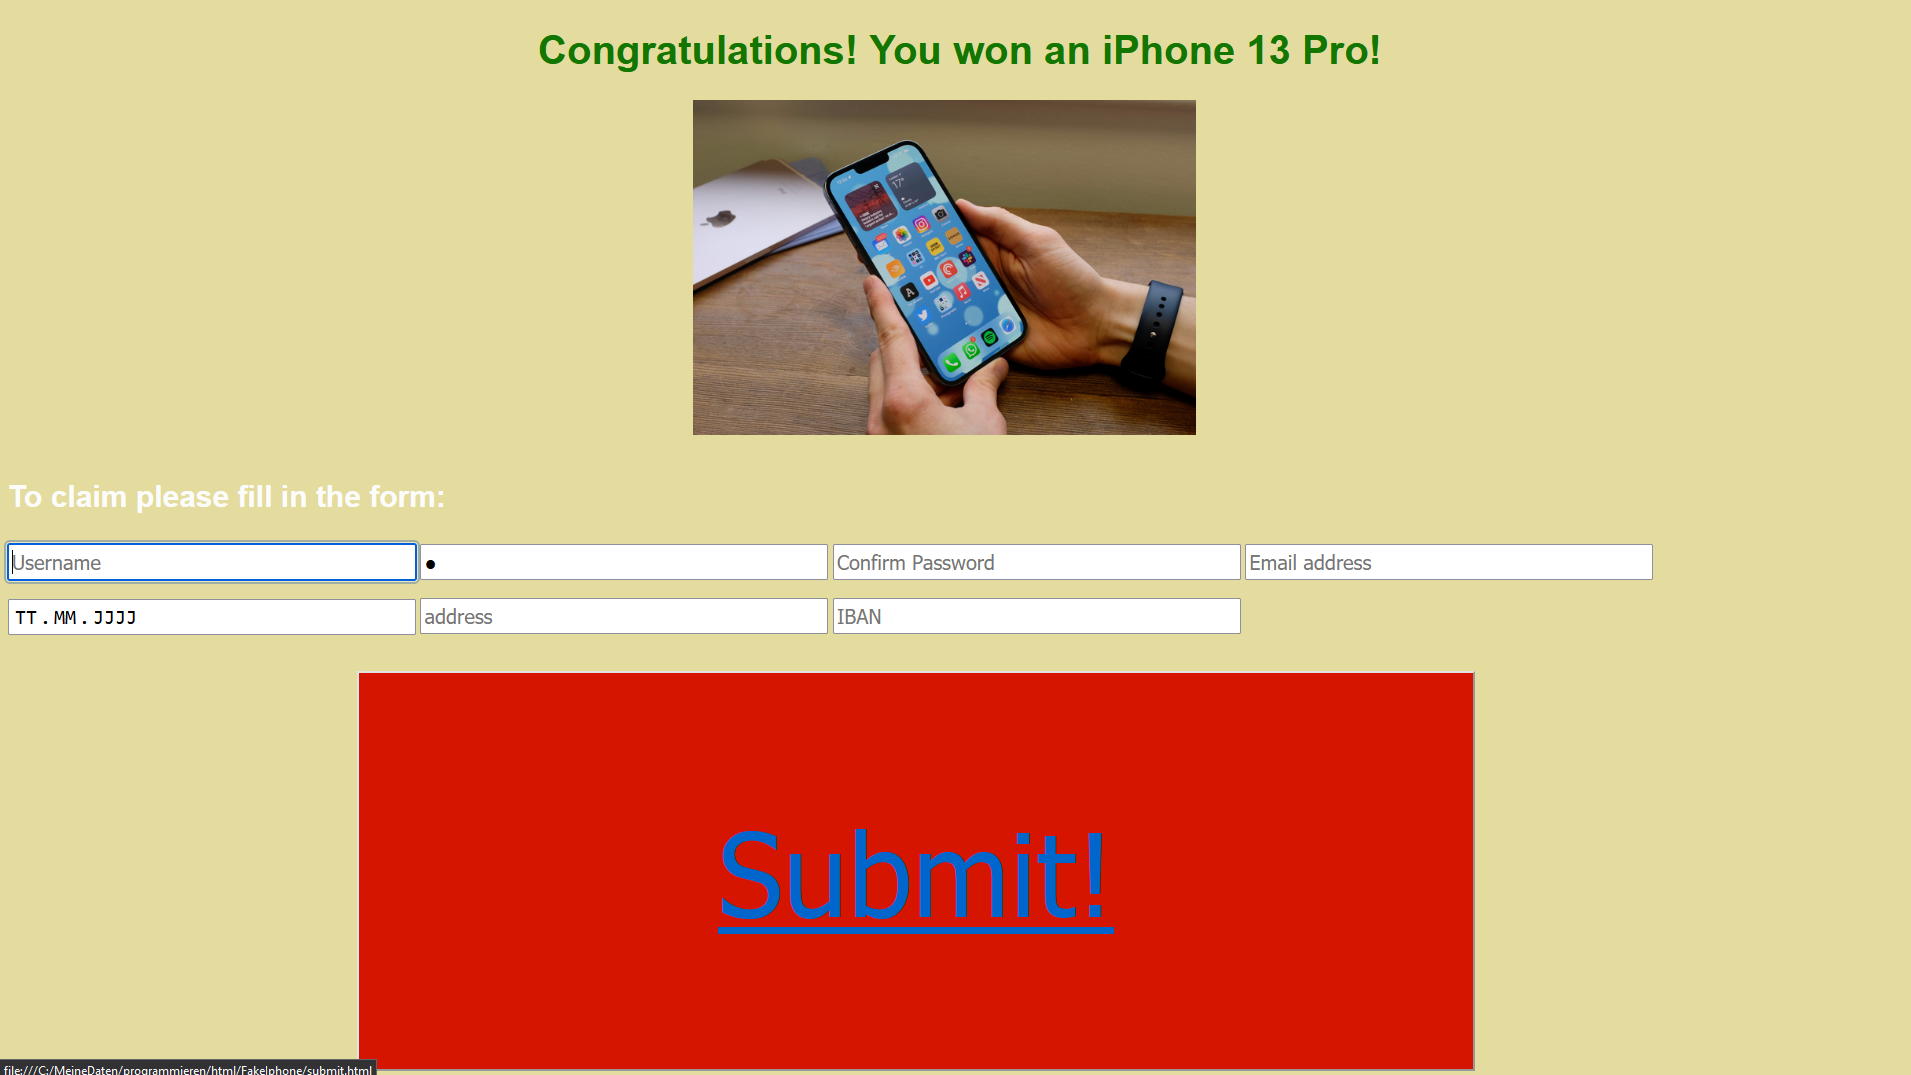 Congratulations! You won an iPhone 13 Pro!
17°
To claim please fill in the form:
Username
●
Confirm Password
Email address
TT.MM.JJJJ
address
IBAN
Submit!
file:///C:/MeineDaten/programmieren/html/FakeIphone/submit.html